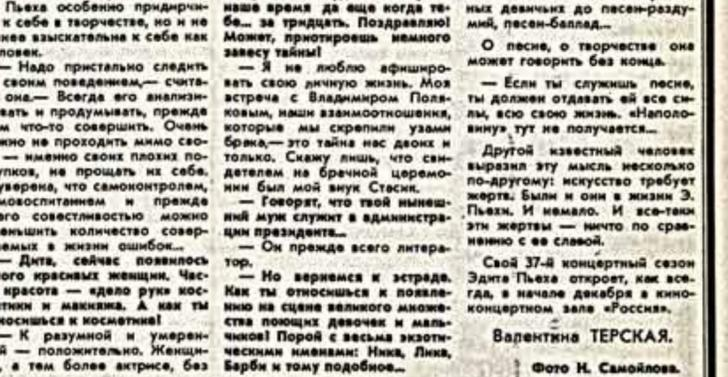 Пьеха особенно придирчи-
к себе в творчестве, но и не
нее взыскательна к себе как
ловек.
— Надо пристально следить
своим поведением,— счита-
она.— Всегда его анализи-
вать и продумывать, прежде
м что-то совершить. Очень
жно не проходить мимо сво-
— именно своих плохих по-
упков, не прощать их себе.
уверена, что самоконтролем,
мовоспитанием и прежде
его совестливостью можно
еньшить количество совер-
емых в жизни ошибок...
— Дита, сейчас появилось
ого красивых женщин. Час-
красота — «дело рук» кос-
тики и макияжа. А как ты
носишься к косметике!
— К разумной и умерен-
й — положительно. Женщи-
, а тем более актрисе, без
наше время да еще когда те-
бе... за тридцать. Поздравляю!
Может, приоткроешь немного
завесу тайны!
— Я не люблю афиширо-
вать свою личную жизнь. Моя
встреча с Владимиром Поля-
ковым, наши взаимоотношения,
которые мы скрепили узами
брака,— это тайна нас двоих и
только. Скажу лишь, что сви-
детелем на брачной церемо-
нии был мой внук Стасик.
— Говорят, что твой нынеш-
ний муж служит в администра-
ции президента...
— Он прежде всего литера-
тор.
— Но вернемся к эстраде.
Как ты относишься к появле-
нию на сцене великого множе-
ства поющих девочек и маль-
чиков! Порой с весьма экзоти-
ческими именами: Ника, Лика,
Барби и тому подобное...
ных девичьих до песен-разду-
мий, песен-баллад...
О песне, о творчестве она
может говорить без конца.
— Если ты служишь песне,
ты должен отдавать ей все си-
лы, всю свою жизнь. «Наполо-
вину» тут не получается...
Другой известный человек
выразил эту мысль несколько
по-другому: искусство требует
жертв. Были и они в жизни Э.
Пьехи. И немало. И все-таки
эти жертвы — ничто по срав-
нению с ее славой.
Свой 37-й концертный сезон
Эдита Пьеха откроет, как все-
гда, в начале декабря в кино-
концертном зале «Россия».
Валентина ТЕРСКАЯ.
Фото Н. Самойлова.